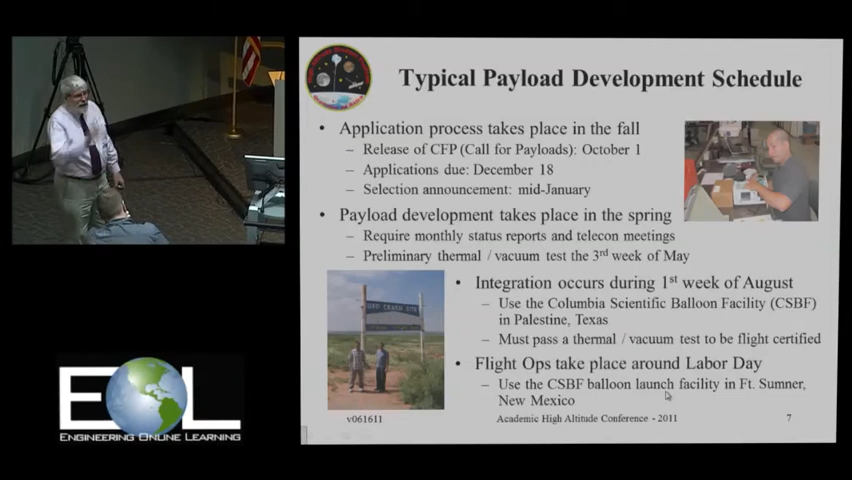 Typical Payload Development Schedule
• Application process takes place in the fall
– Release of CFP (Call for Payloads): October 1
– Applications due: December 18
– Selection announcement: mid-January
• Payload development takes place in the spring
– Require monthly status reports and telecon meetings
– Preliminary thermal / vacuum test the 3rd week of May
• Integration occurs during 1st week of August
– Use the Columbia Scientific Balloon Facility (CSBF)
in Palestine, Texas
– Must pass a thermal / vacuum test to be flight certified
• Flight Ops take place around Labor Day
– Use the CSBF balloon launch facility in Ft. Sumner,
New Mexico
UFO CRASH SITE
v061611
Academic High Altitude Conference - 2011
7
EOL
ENGINEERING ONLINE LEARNING